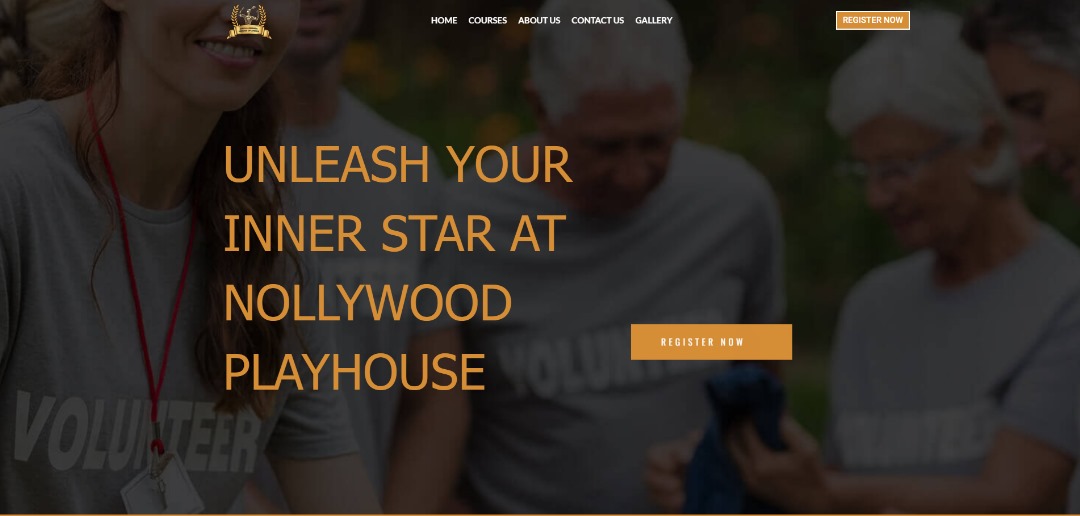 HOME COURSES ABOUT US CONTACT US GALLERY
REGISTER NOW
UNLEASH YOUR
INNER STAR AT
NOLLYWOOD
PLAYHOUSE
REGISTER NOW
VOLUNTEER
VOLUNTEER
VOLUNTEER